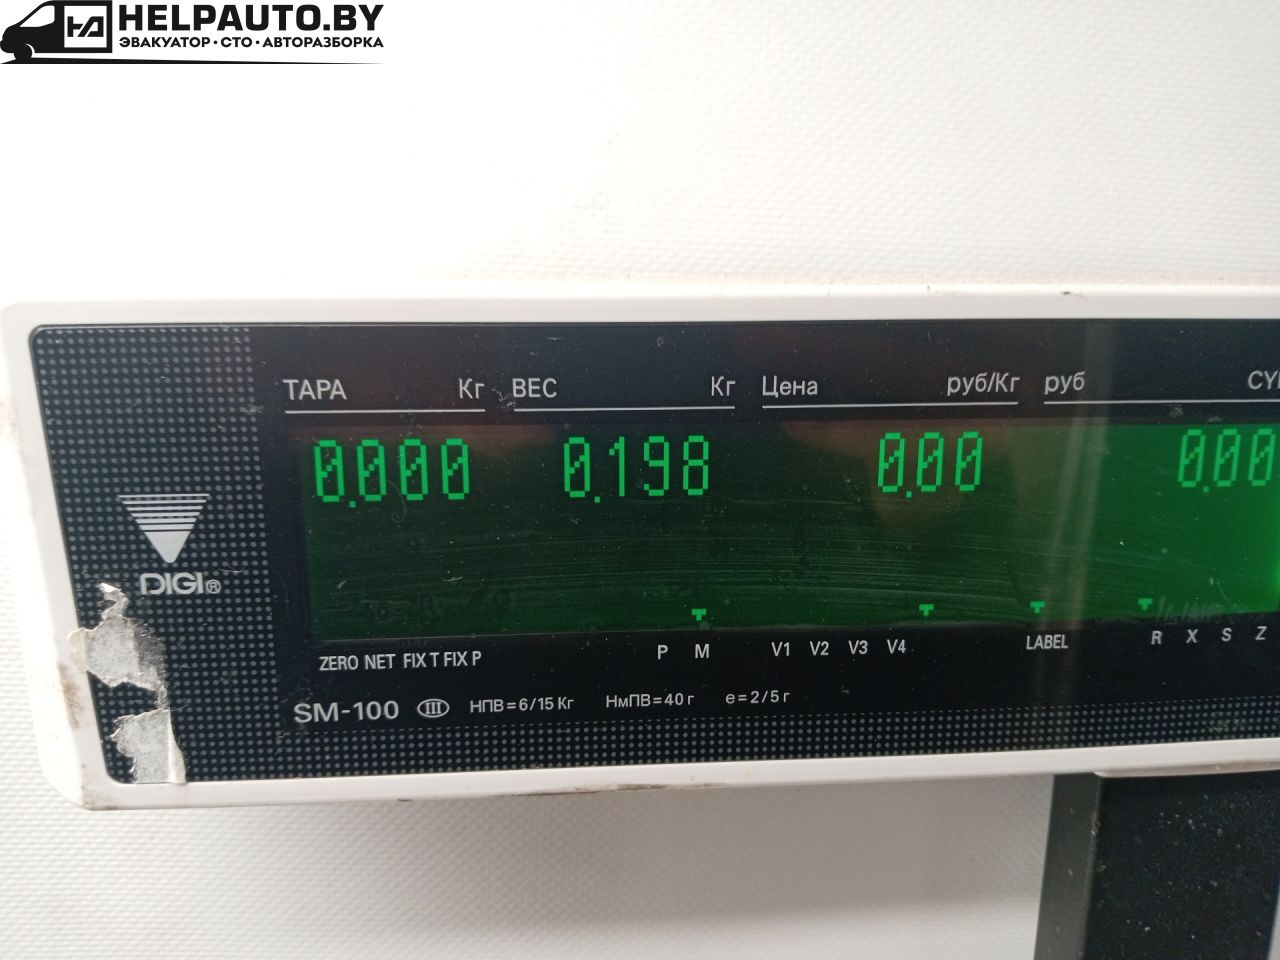 HELPAUTO.BY
ЭВАКУАТОР · СТО · АВТОРАЗБОРКА
ТАРА Кг ВЕС Кг Цена руб/Кг руб
0.000 0.198 0.00 0.00
DIGI®
ZERO NET FIX T FIX P P M V1 V2 V3 V4 LABEL R X S Z
SM-100 III НПВ=6/15 Кг НмПВ=40 г e=2/5 г